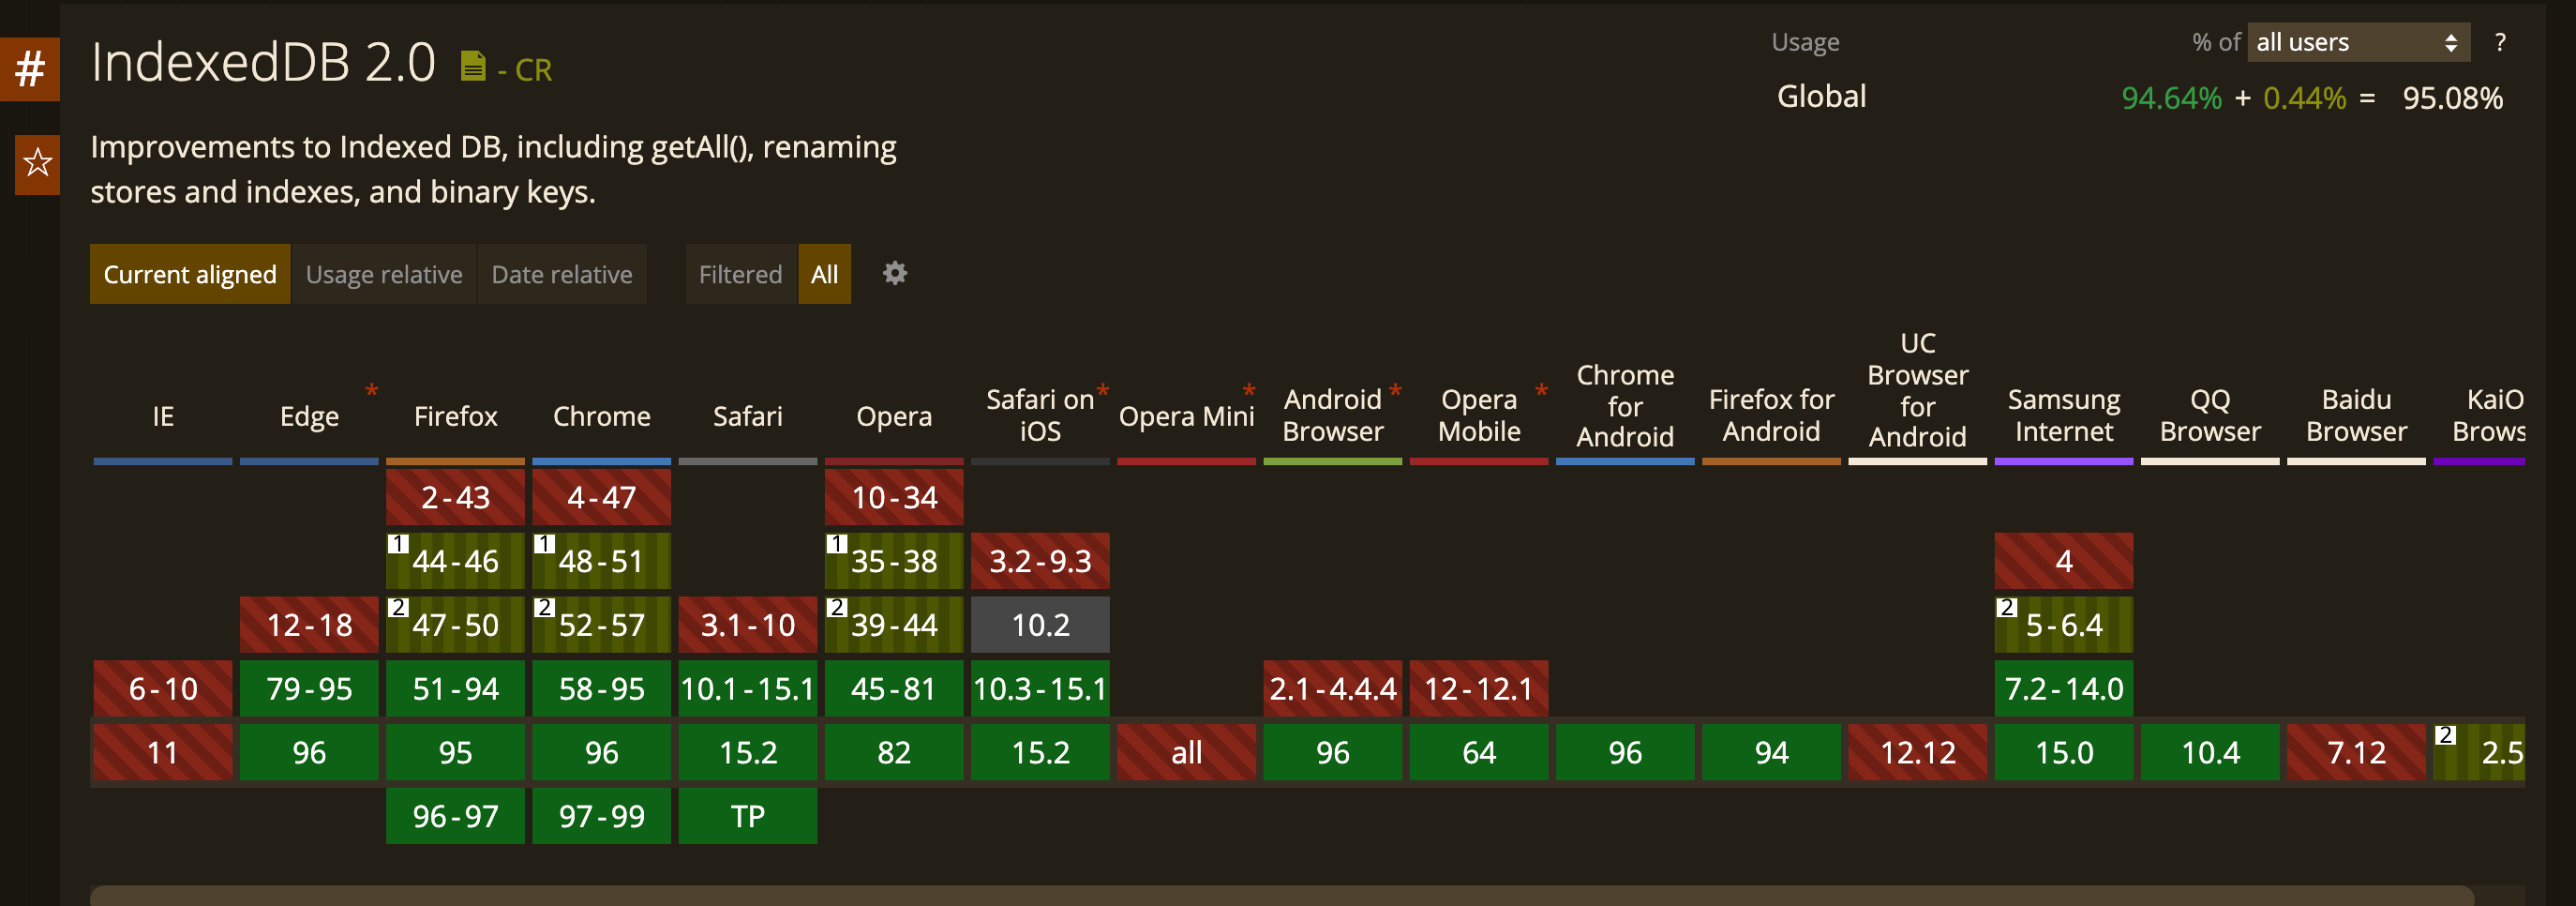 #
IndexedDB 2.0 - CR
Usage % of all users ?
Global 94.64% + 0.44% = 95.08%
Improvements to Indexed DB, including getAll(), renaming
stores and indexes, and binary keys.
Current aligned Usage relative Date relative Filtered All
IE
Edge *
Firefox
Chrome
Safari
Opera
Safari on *
iOS
Opera Mini *
Android *
Browser
Opera *
Mobile
Chrome
for
Android
Firefox for
Android
UC
Browser
for
Android
Samsung
Internet
QQ
Browser
Baidu
Browser
KaiO
Brows
2-43 4-47 10-34
1 44-46 1 48-51 1 35-38 3.2-9.3 4
12-18 2 47-50 2 52-57 3.1-10 2 39-44 10.2 2 5-6.4
6-10 79-95 51-94 58-95 10.1-15.1 45-81 10.3-15.1 2.1-4.4.4 12-12.1 7.2-14.0
11 96 95 96 15.2 82 15.2 all 96 64 96 94 12.12 15.0 10.4 7.12 2 2.5
96-97 97-99 TP